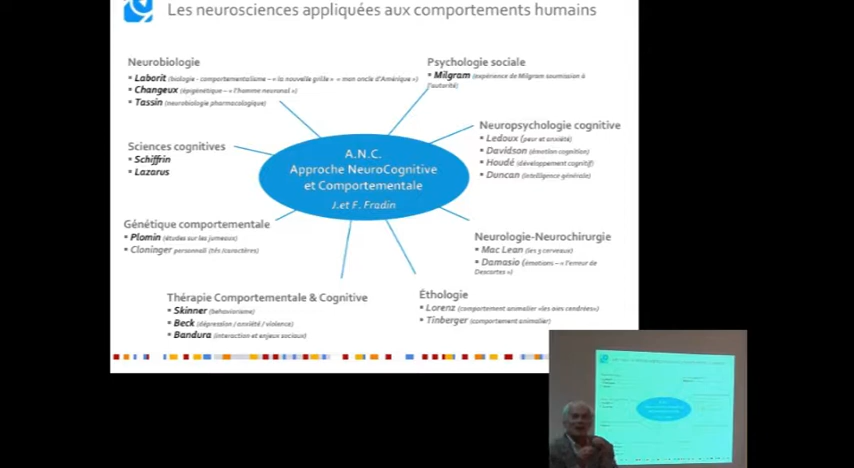 Les neurosciences appliquées aux comportements humains
Neurobiologie
▪ Laborit (biologie - comportementalisme – « la nouvelle grille » « mon oncle d'Amérique »)
▪ Changeux (épigénétique – « l'homme neuronal »)
▪ Tassin (neurobiologie pharmacologique)
Psychologie sociale
▪ Milgram (expérience de Milgram soumission à
l'autorité)
Sciences cognitives
▪ Schiffrin
▪ Lazarus
Neuropsychologie cognitive
▪ Ledoux (peur et anxiété)
▪ Davidson (émotion cognition)
▪ Houdé (développement cognitif)
▪ Duncan (intelligence générale)
A.N.C.
Approche NeuroCognitive
et Comportementale
J.et F. Fradin
Génétique comportementale
▪ Plomin (études sur les jumeaux)
▪ Cloninger
Neurologie-Neurochirurgie
▪ Mac Lean (les 3 cerveaux)
▪ Damasio (émotions – « l'erreur de
Descartes »)
Thérapie Comportementale & Cognitive
▪ Skinner (behaviorisme)
▪ Beck (dépression / anxiété / violence)
▪ Bandura (interaction et enjeux sociaux)
Éthologie
▪ Lorenz (comportement animalier «les oies cendrées»)
▪ Tinberger (comportement animalier)